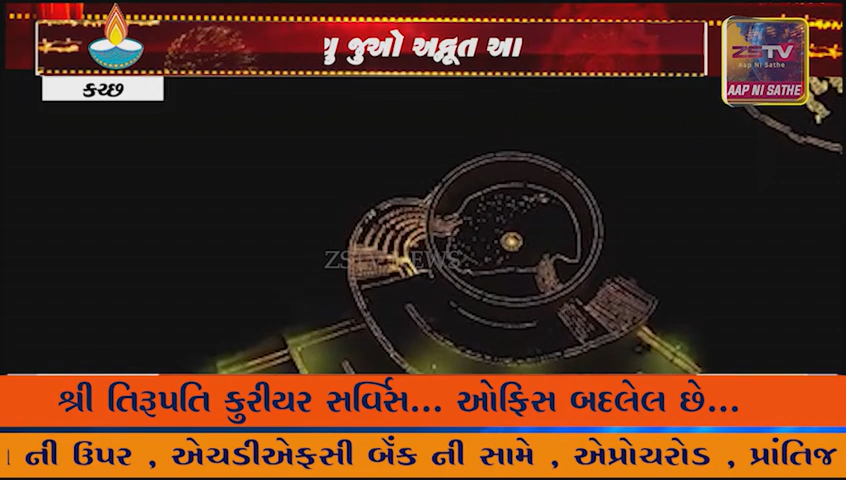 જુઓ અદ્ભૂત આ
ZSTV
Aap Ni Sathe
AAP NI SATHE
કચ્છ
ZSTV NEWS
શ્રી તિરૂપતિ કુરીયર સર્વિસ... ઓફિસ બદલેલ છે...
ની ઉપર , એચડીએફસી બેંક ની સામે , એપ્રોચરોડ , પ્રાંતિજ